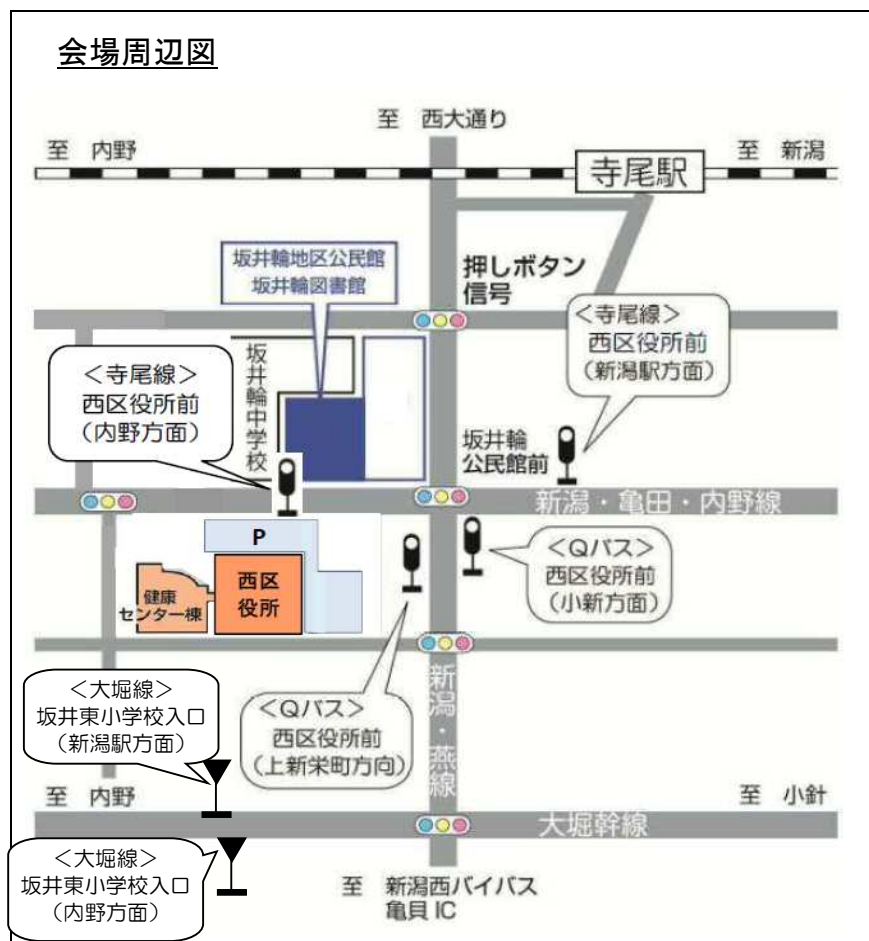 会場周辺図
至 西大通り
至 内野
至 新潟
寺尾駅
坂井輪地区公民館
坂井輪図書館
押しボタン
信号
<寺尾線>
西区役所前
(新潟駅方面)
坂井輪中学校
<寺尾線>
西区役所前
(内野方面)
坂井輪
公民館前
新潟・亀田・内野線
P
西区
役所
健康
センター棟
<Qバス>
西区役所前
(小新方面)
<Qバス>
西区役所前
(上新栄町方向)
新潟・燕線
<大堀線>
坂井東小学校入口
(新潟駅方面)
至 内野
至 小針
大堀幹線
<大堀線>
坂井東小学校入口
(内野方面)
至 新潟西バイパス
亀貝IC